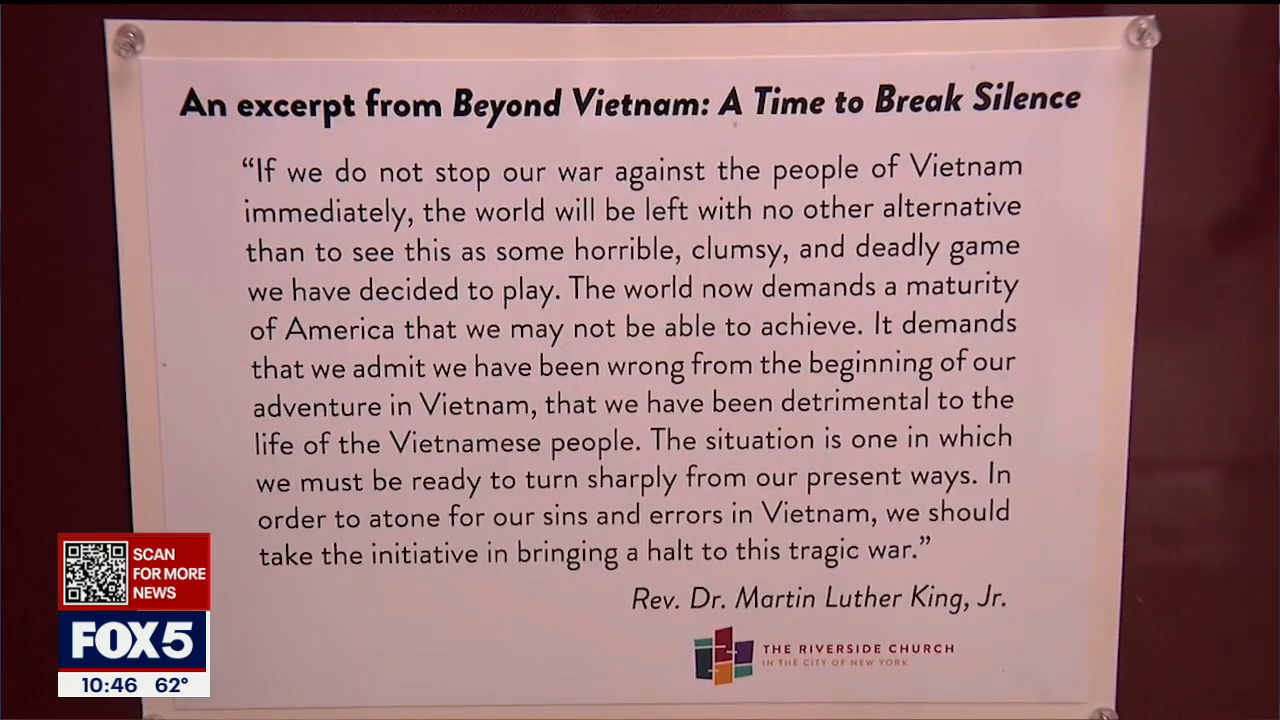 An excerpt from Beyond Vietnam: A Time to Break Silence
“If we do not stop our war against the people of Vietnam
immediately, the world will be left with no other alternative
than to see this as some horrible, clumsy, and deadly game
we have decided to play. The world now demands a maturity
of America that we may not be able to achieve. It demands
that we admit we have been wrong from the beginning of our
adventure in Vietnam, that we have been detrimental to the
life of the Vietnamese people. The situation is one in which
we must be ready to turn sharply from our present ways. In
order to atone for our sins and errors in Vietnam, we should
take the initiative in bringing a halt to this tragic war.”
Rev. Dr. Martin Luther King, Jr.
THE RIVERSIDE CHURCH
IN THE CITY OF NEW YORK
SCAN
FOR MORE
NEWS
FOX 5
10:46 62°